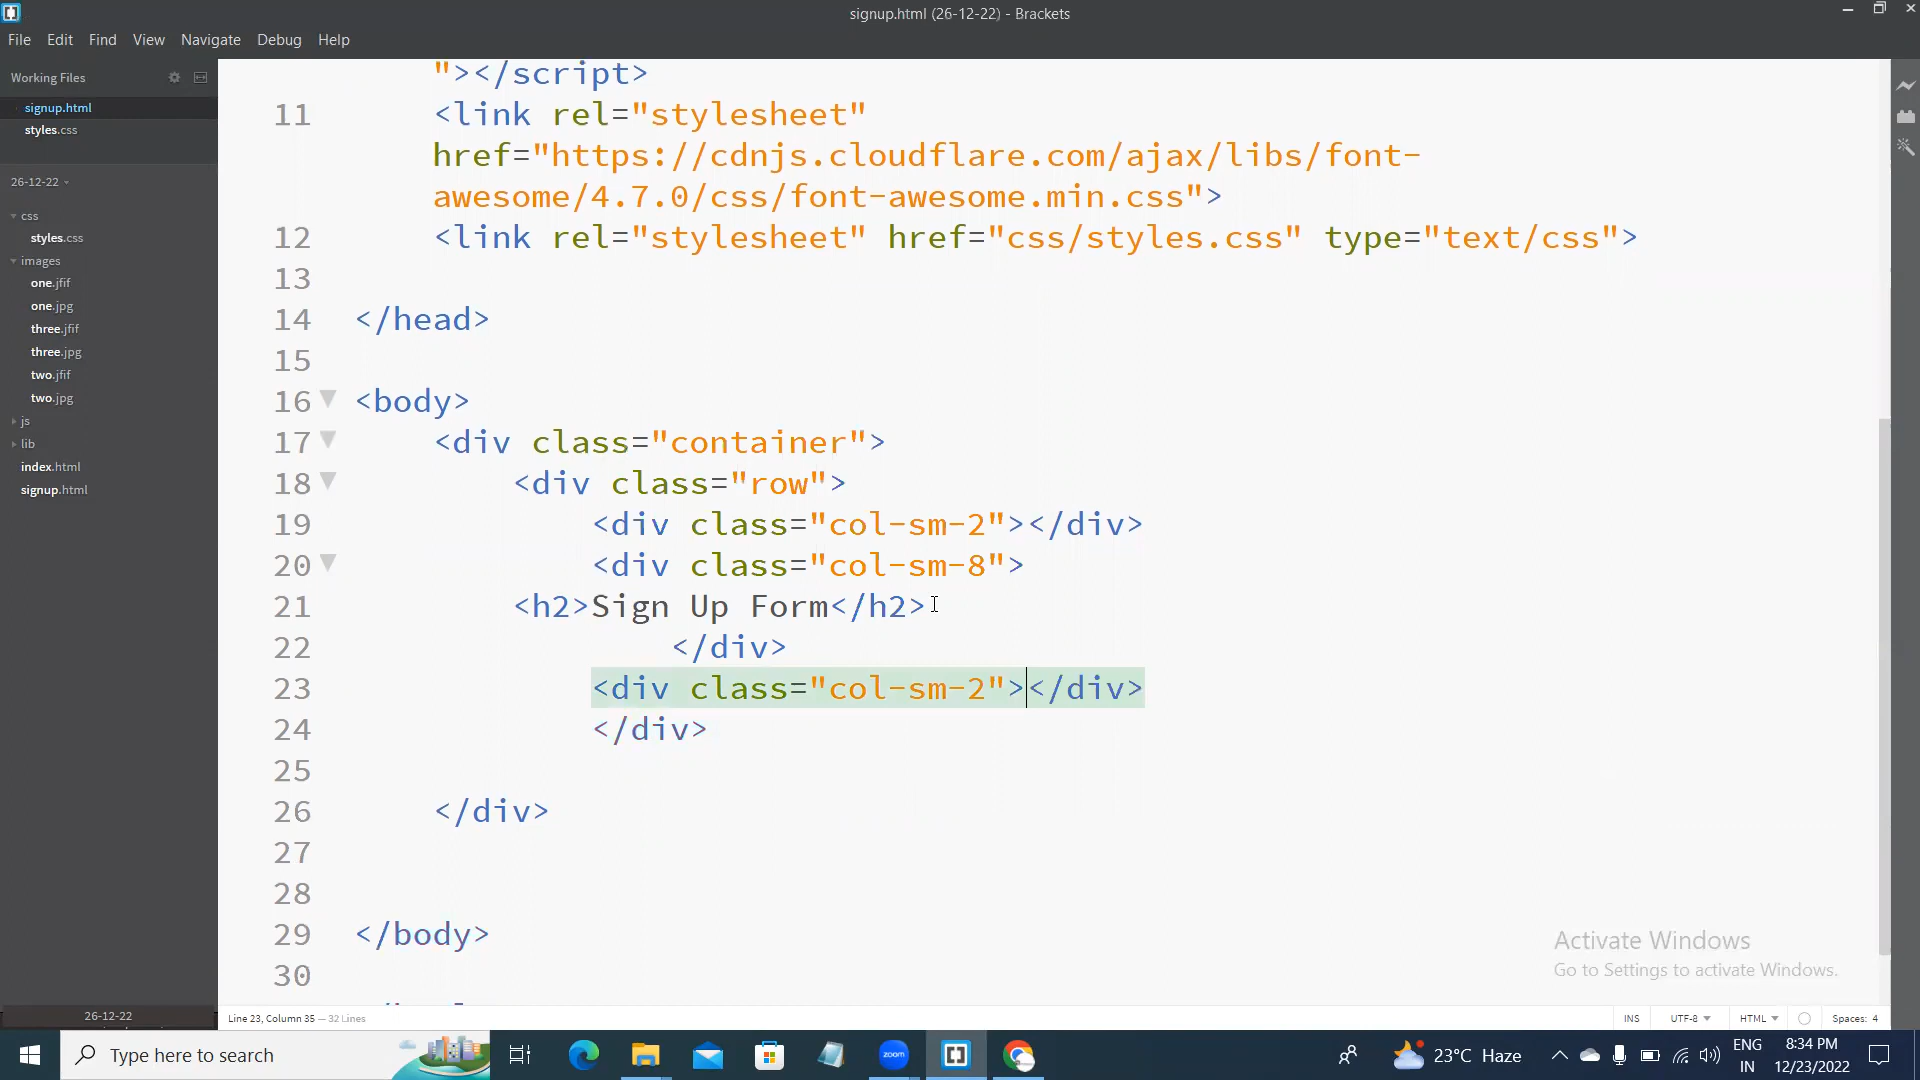 signup.html (26-12-22) - Brackets
File Edit Find View Navigate Debug Help
Working Files
signup.html
styles.css
26-12-22
css
styles.css
images
one.jfif
one.jpg
three.jfif
three.jpg
two.jfif
two.jpg
js
lib
index.html
signup.html
"></script>
11 <link rel="stylesheet"
href="https://cdnjs.cloudflare.com/ajax/libs/font-
awesome/4.7.0/css/font-awesome.min.css">
12 <link rel="stylesheet" href="css/styles.css" type="text/css">
13
14 </head>
15
16 <body>
17 <div class="container">
18 <div class="row">
19 <div class="col-sm-2"></div>
20 <div class="col-sm-8">
21 <h2>Sign Up Form</h2>
22 </div>
23 <div class="col-sm-2"></div>
24 </div>
25
26 </div>
27
28
29 </body>
30
Activate Windows
Go to Settings to activate Windows.
26-12-22
Line 23, Column 35 — 32 Lines
INS UTF-8 HTML Spaces: 4
Type here to search
zoom
23°C Haze
ENG
IN
8:34 PM
12/23/2022